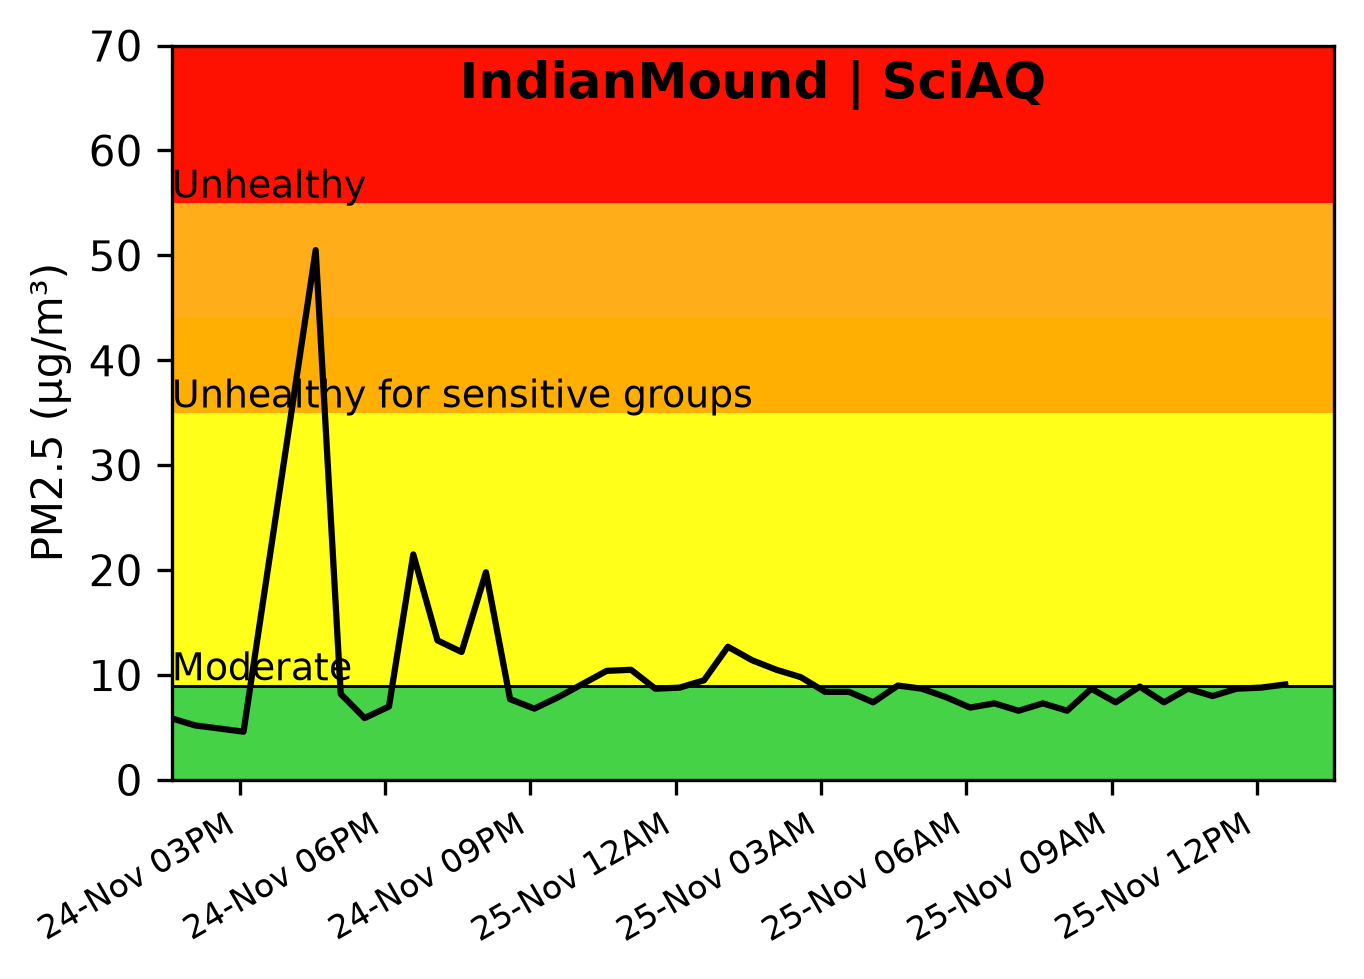 IndianMound | SciAQ
70
60
Unhealthy
50
40
Unhealthy for sensitive groups
30
20
Moderate
10
0
PM2.5 (µg/m³)
24-Nov 03PM
24-Nov 06PM
24-Nov 09PM
25-Nov 12AM
25-Nov 03AM
25-Nov 06AM
25-Nov 09AM
25-Nov 12PM